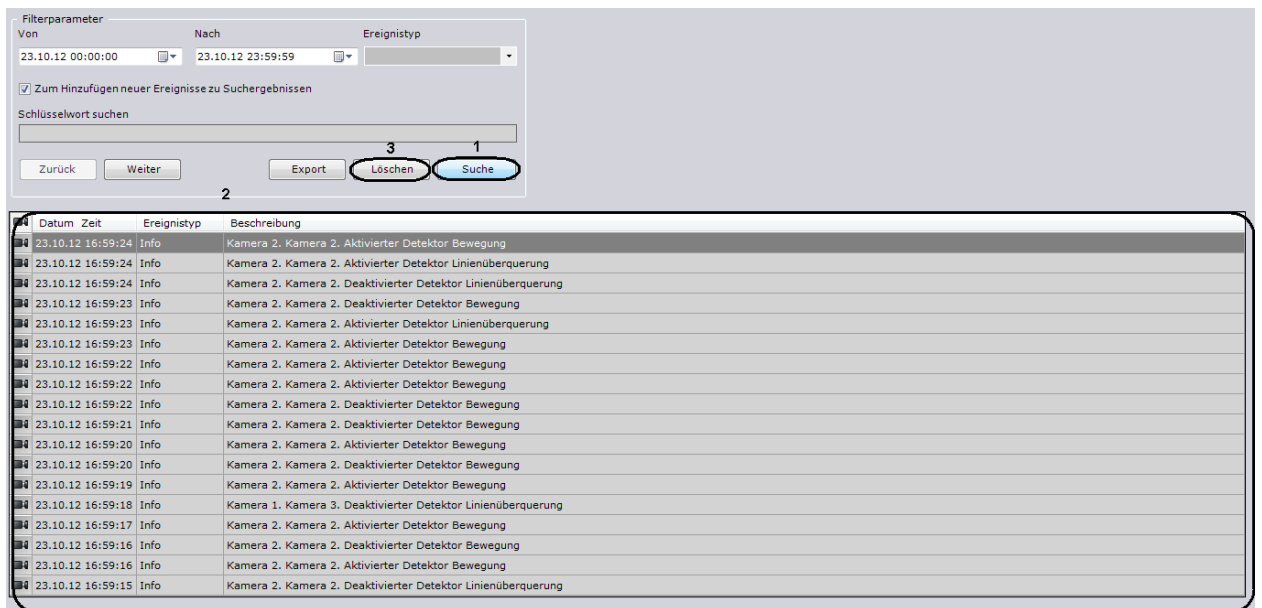 Filterparameter
Von Nach Ereignistyp
23.10.12 00:00:00 23.10.12 23:59:59
Zum Hinzufügen neuer Ereignisse zu Suchergebnissen
Schlüsselwort suchen
3 1
Zurück Weiter Export Löschen Suche
2
Datum Zeit Ereignistyp Beschreibung
23.10.12 16:59:24 Info Kamera 2. Kamera 2. Aktivierter Detektor Bewegung
23.10.12 16:59:24 Info Kamera 2. Kamera 2. Aktivierter Detektor Linienüberquerung
23.10.12 16:59:24 Info Kamera 2. Kamera 2. Deaktivierter Detektor Linienüberquerung
23.10.12 16:59:23 Info Kamera 2. Kamera 2. Deaktivierter Detektor Bewegung
23.10.12 16:59:23 Info Kamera 2. Kamera 2. Aktivierter Detektor Linienüberquerung
23.10.12 16:59:23 Info Kamera 2. Kamera 2. Aktivierter Detektor Bewegung
23.10.12 16:59:22 Info Kamera 2. Kamera 2. Aktivierter Detektor Bewegung
23.10.12 16:59:22 Info Kamera 2. Kamera 2. Aktivierter Detektor Bewegung
23.10.12 16:59:22 Info Kamera 2. Kamera 2. Deaktivierter Detektor Bewegung
23.10.12 16:59:21 Info Kamera 2. Kamera 2. Deaktivierter Detektor Bewegung
23.10.12 16:59:20 Info Kamera 2. Kamera 2. Aktivierter Detektor Bewegung
23.10.12 16:59:20 Info Kamera 2. Kamera 2. Deaktivierter Detektor Bewegung
23.10.12 16:59:19 Info Kamera 2. Kamera 2. Aktivierter Detektor Bewegung
23.10.12 16:59:18 Info Kamera 1. Kamera 3. Deaktivierter Detektor Linienüberquerung
23.10.12 16:59:17 Info Kamera 2. Kamera 2. Aktivierter Detektor Bewegung
23.10.12 16:59:16 Info Kamera 2. Kamera 2. Deaktivierter Detektor Bewegung
23.10.12 16:59:16 Info Kamera 2. Kamera 2. Aktivierter Detektor Bewegung
23.10.12 16:59:15 Info Kamera 2. Kamera 2. Deaktivierter Detektor Linienüberquerung